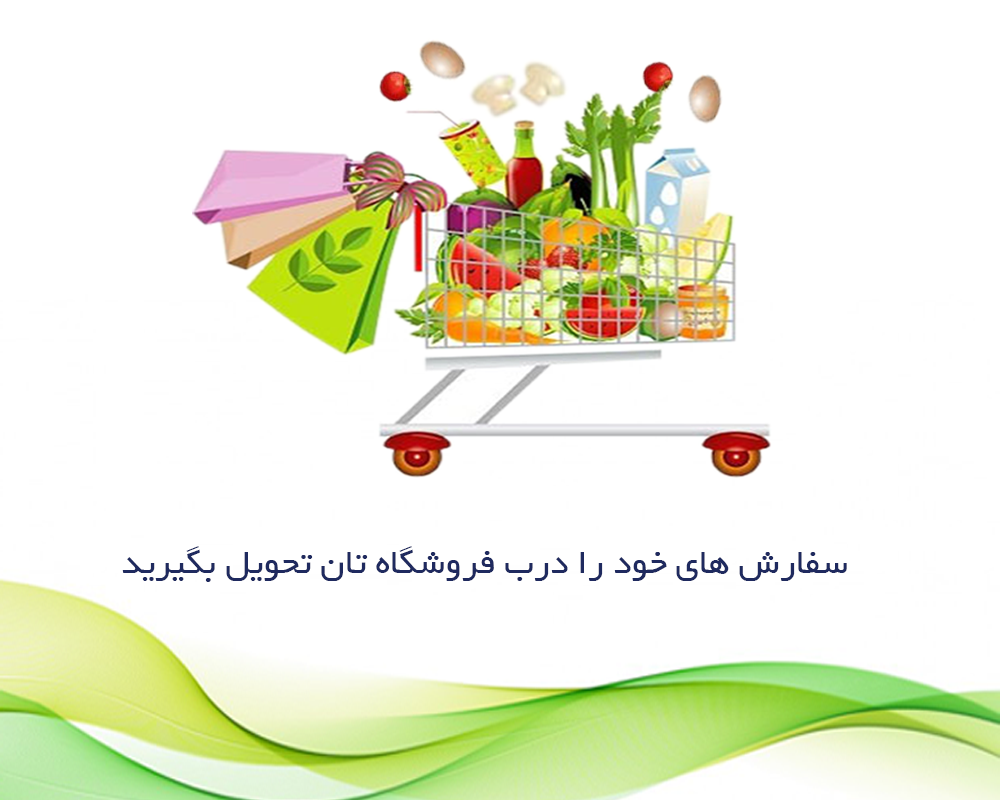 سفارش های خود را درب فروشگاه تان تحویل بگیرید